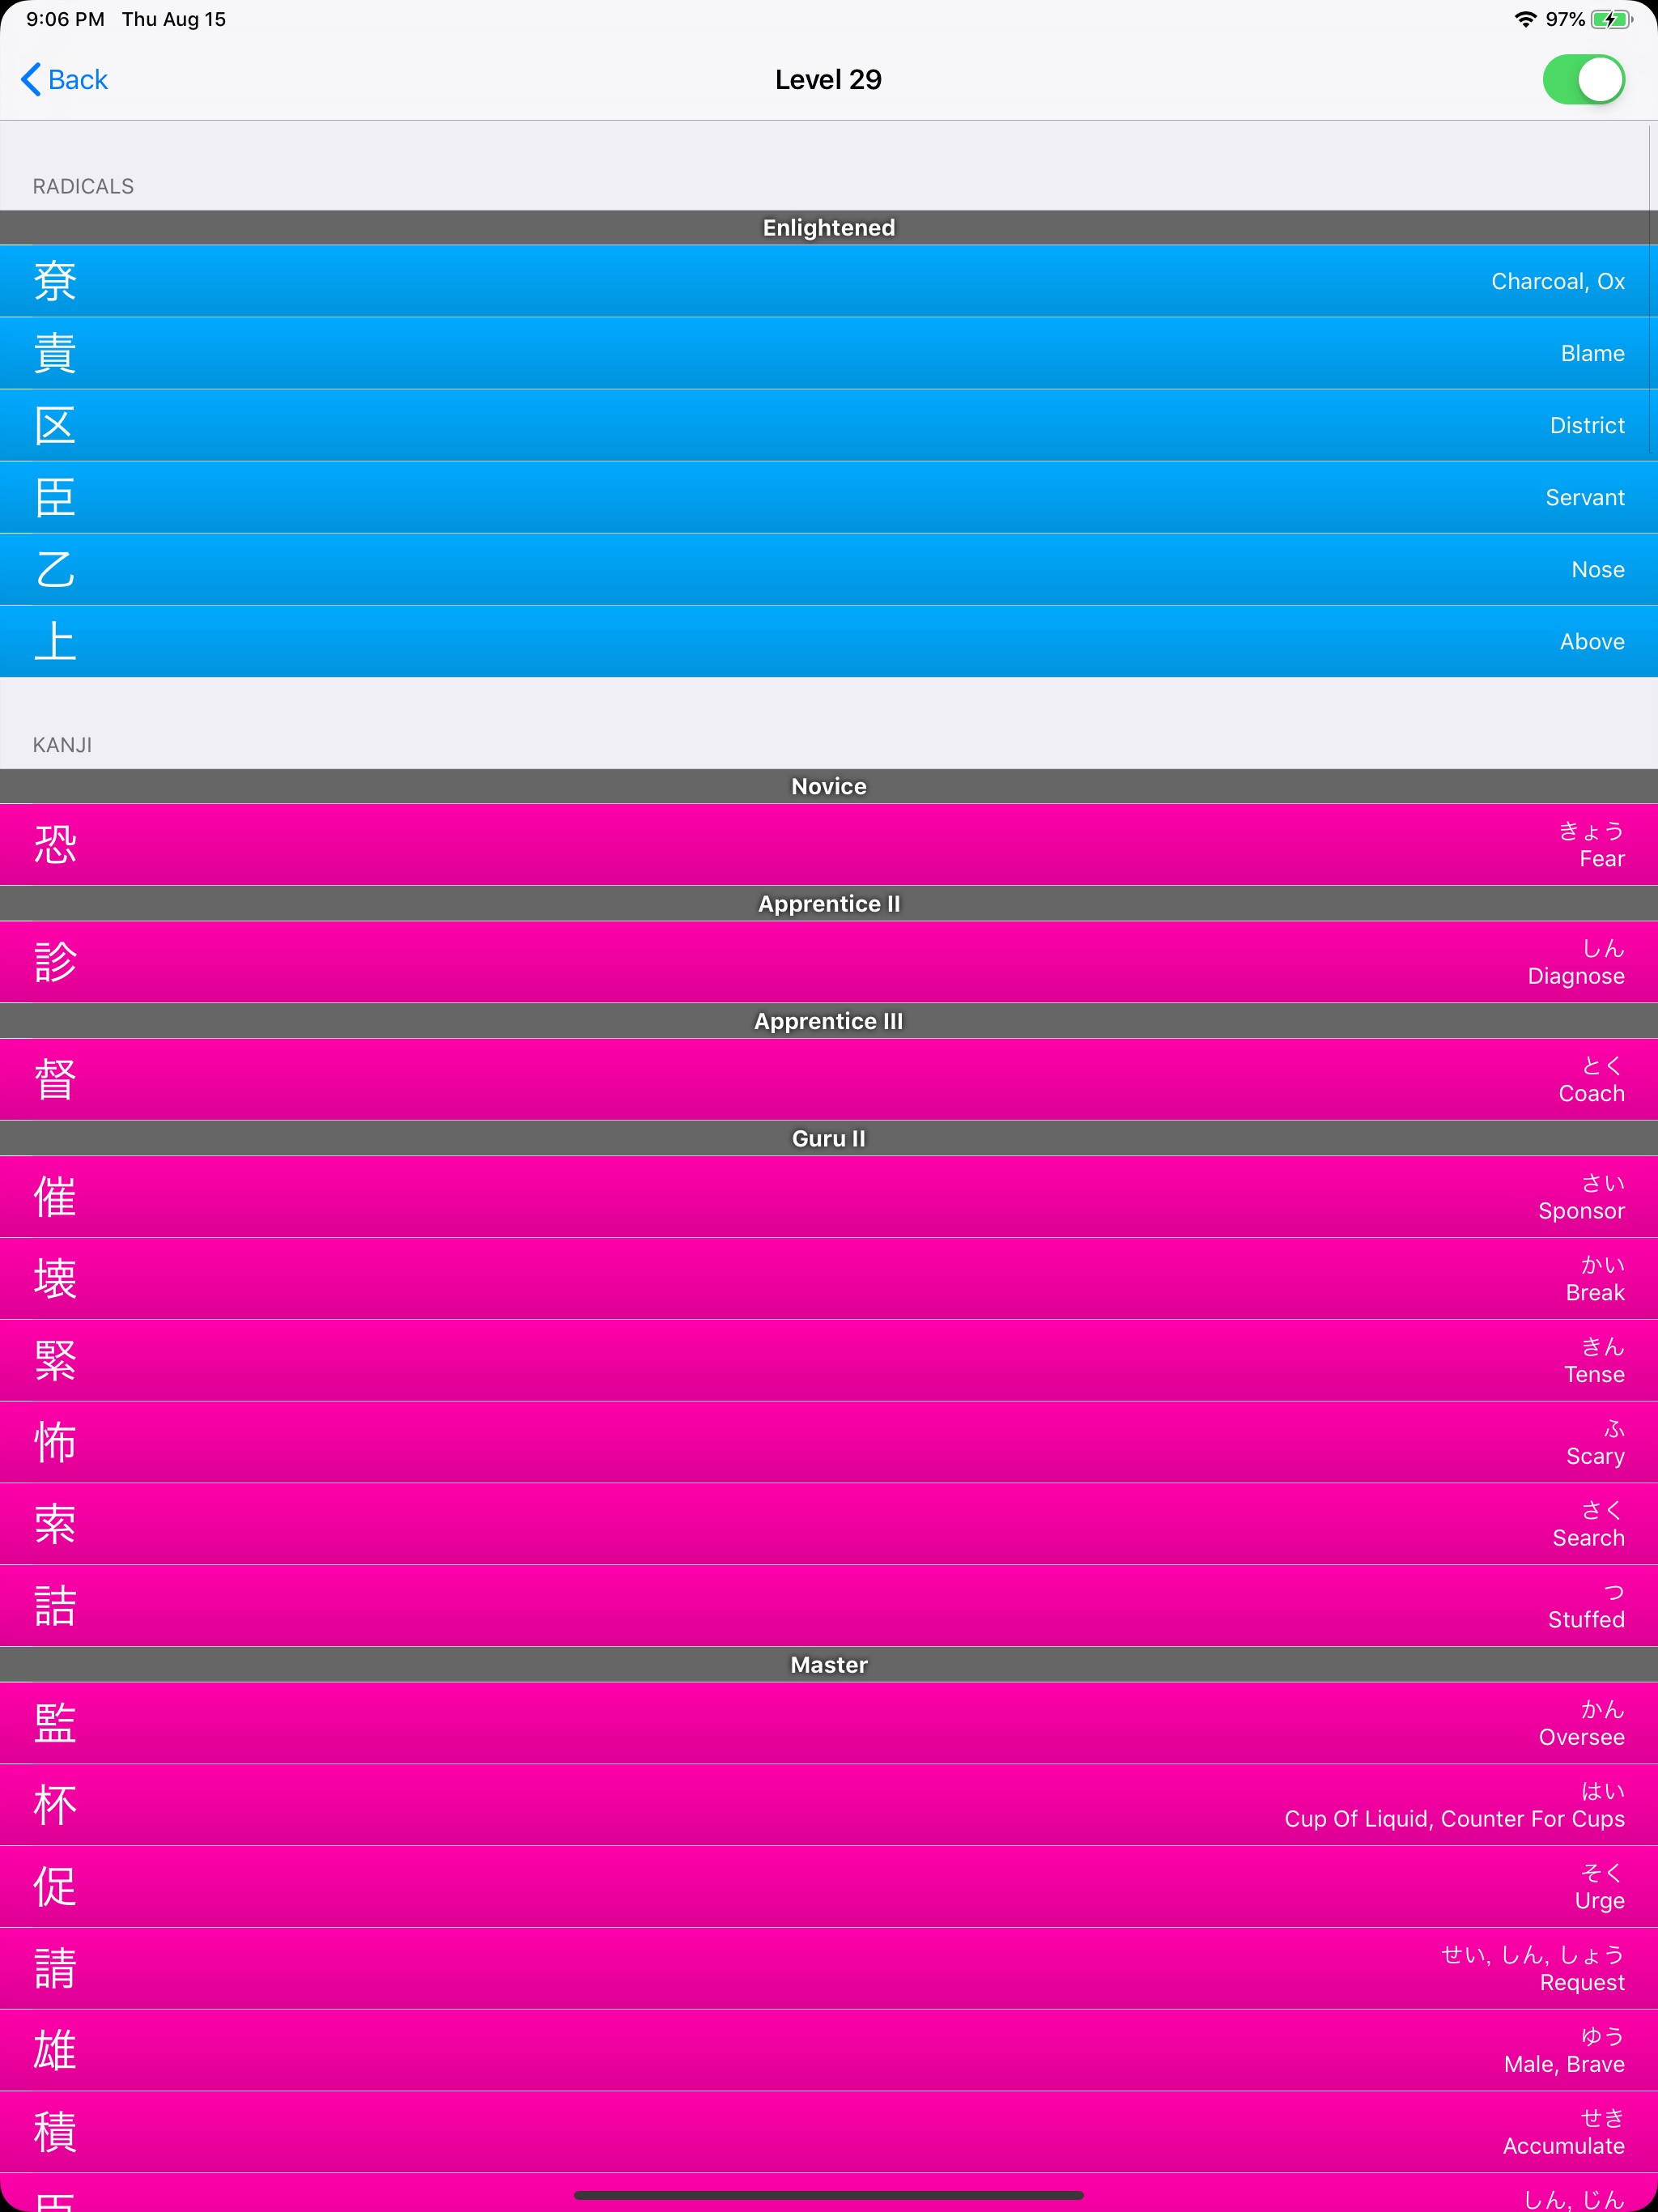 9:06 PM Thu Aug 15 97%
Back Level 29
RADICALS
Enlightened
尞 Charcoal, Ox
責 Blame
区 District
臣 Servant
乙 Nose
上 Above
KANJI
Novice
恐 きょう
Fear
Apprentice II
診 しん
Diagnose
Apprentice III
督 とく
Coach
Guru II
催 さい
Sponsor
壊 かい
Break
緊 きん
Tense
怖 ふ
Scary
索 さく
Search
詰 つ
Stuffed
Master
監 かん
Oversee
杯 はい
Cup Of Liquid, Counter For Cups
促 そく
Urge
請 せい, しん, しょう
Request
雄 ゆう
Male, Brave
積 せき
Accumulate
臣 しん, じん